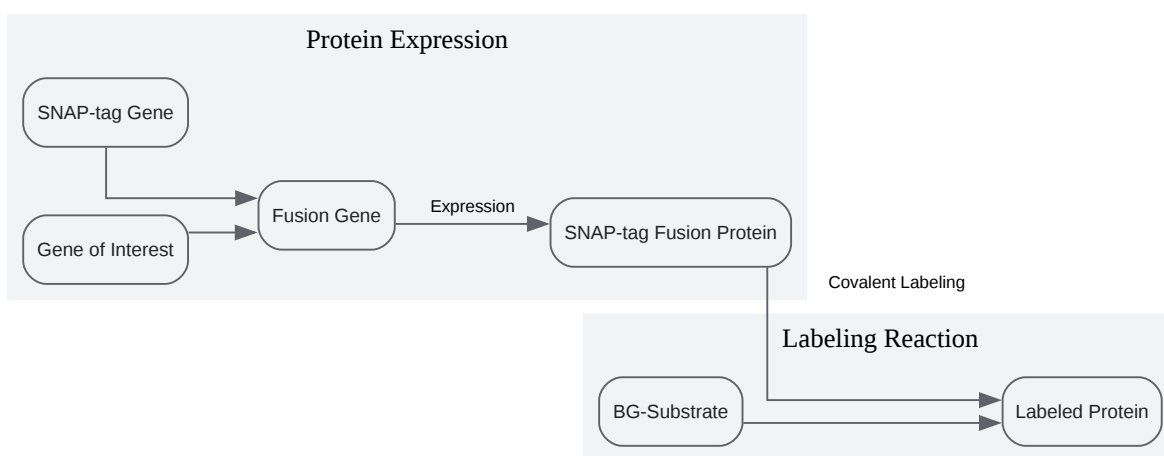 Protein Expression
SNAP-tag Gene
Gene of Interest
Fusion Gene
Expression
SNAP-tag Fusion Protein
Covalent Labeling
Labeling Reaction
BG-Substrate
Labeled Protein